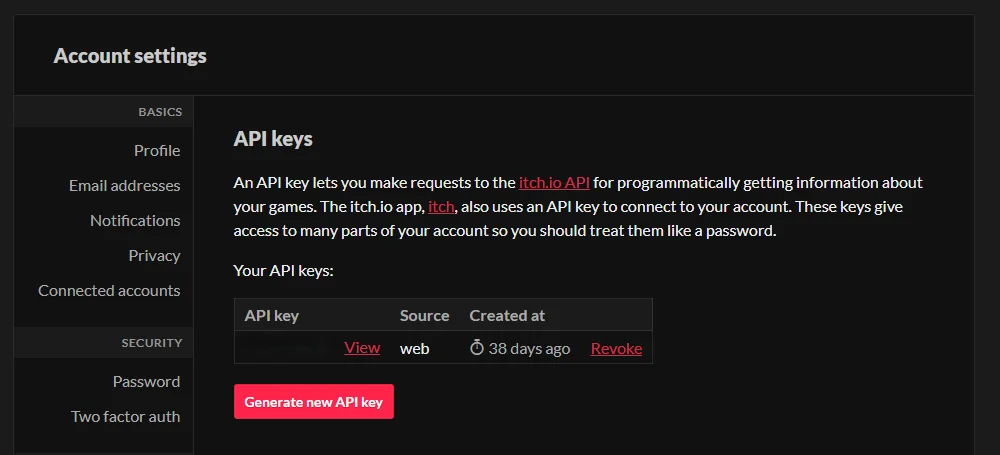 Account settings
BASICS
Profile
Email addresses
Notifications
Privacy
Connected accounts
SECURITY
Password
Two factor auth
API keys
An API key lets you make requests to the itch.io API for programmatically getting information about
your games. The itch.io app, itch, also uses an API key to connect to your account. These keys give
access to many parts of your account so you should treat them like a password.
Your API keys:
API key Source Created at
View web 38 days ago Revoke
Generate new API key